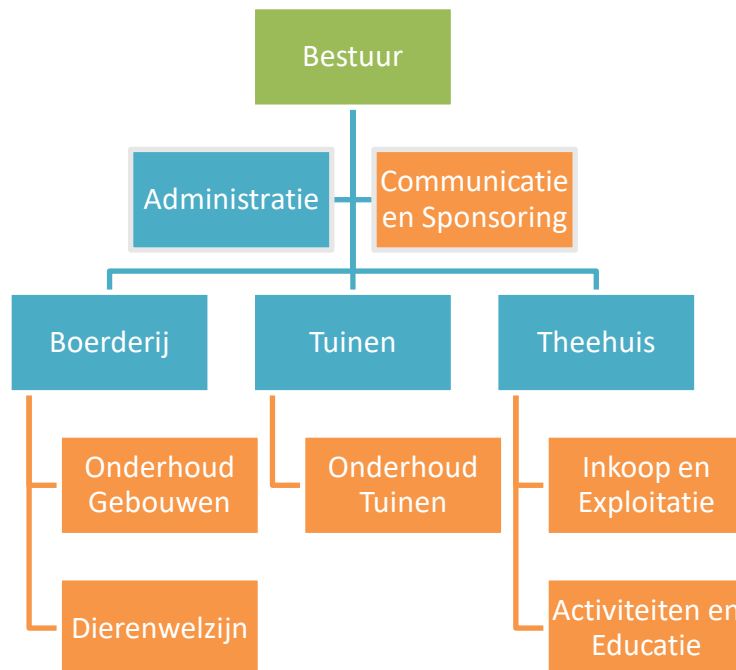 Bestuur
Administratie
Communicatie
en Sponsoring
Boerderij
Tuinen
Theehuis
Onderhoud
Gebouwen
Onderhoud
Tuinen
Inkoop en
Exploitatie
Dierenwelzijn
Activiteiten en
Educatie